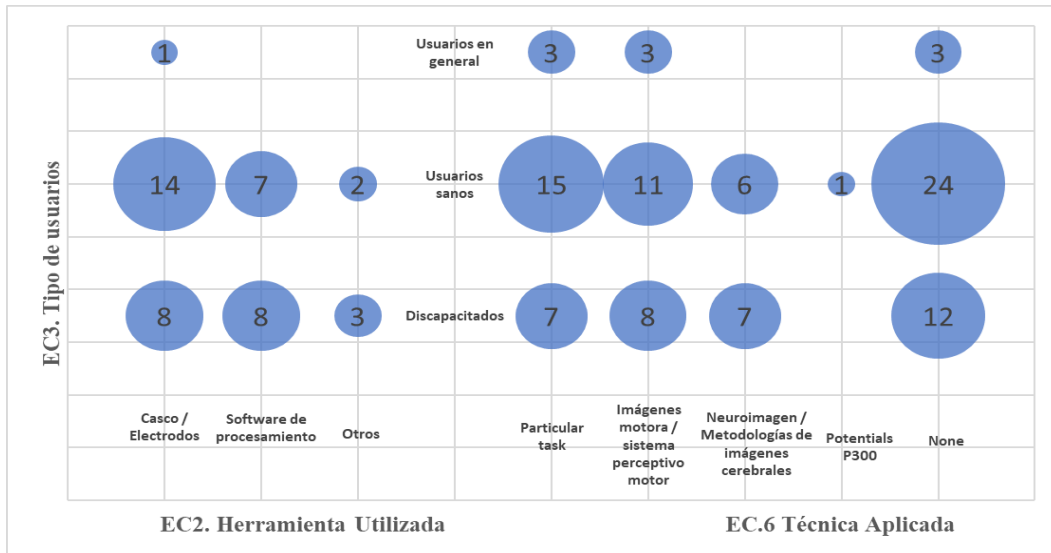 Usuarios en
general
1
3
3
3
EC3. Tipo de usuarios
Usuarios
sanos
14
7
2
15
11
6
1
24
Discapacitados
8
8
3
7
8
7
12
Casco /
Electrodos
Software de
procesamiento
Otros
Particular
task
Imágenes
motora /
sistema
perceptivo
motor
Neuroimagen /
Metodologías de
imágenes
cerebrales
Potentials
P300
None
EC2. Herramienta Utilizada
EC.6 Técnica Aplicada